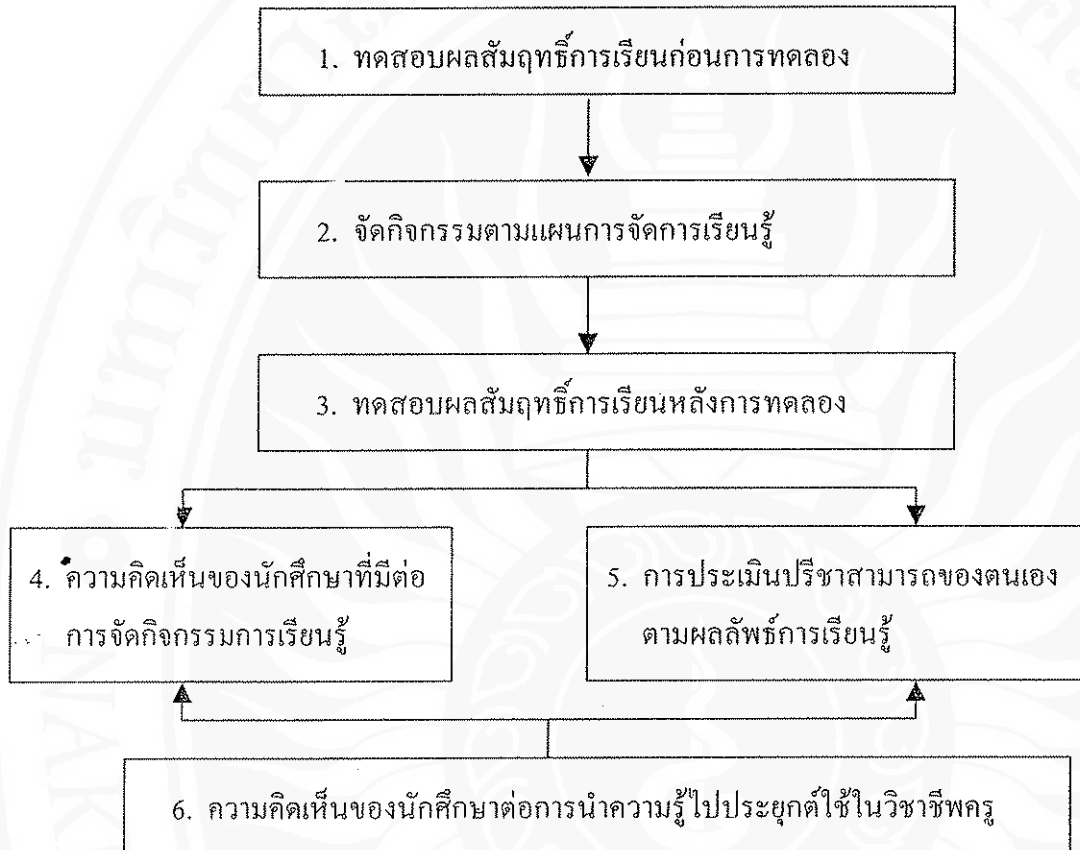 1. ทดสอบผลสัมฤทธิ์การเรียนก่อนการทดลอง
2. จัดกิจกรรมตามแผนการจัดการเรียนรู้
3. ทดสอบผลสัมฤทธิ์การเรียนหลังการทดลอง
4. ความคิดเห็นของนักศึกษาที่มีต่อ
การจัดกิจกรรมการเรียนรู้
5. การประเมินปรีชาสามารถของตนเอง
ตามผลลัพธ์การเรียนรู้
6. ความคิดเห็นของนักศึกษาต่อการนำความรู้ไปประยุกต์ใช้ในวิชาชีพครู